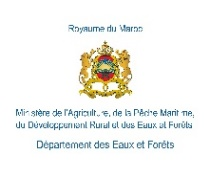 Royaume du Maroc
Ministère de l'Agriculture, de la Pêche Maritime,
du Développement Rural et des Eaux et Forêts
Département des Eaux et Forêts